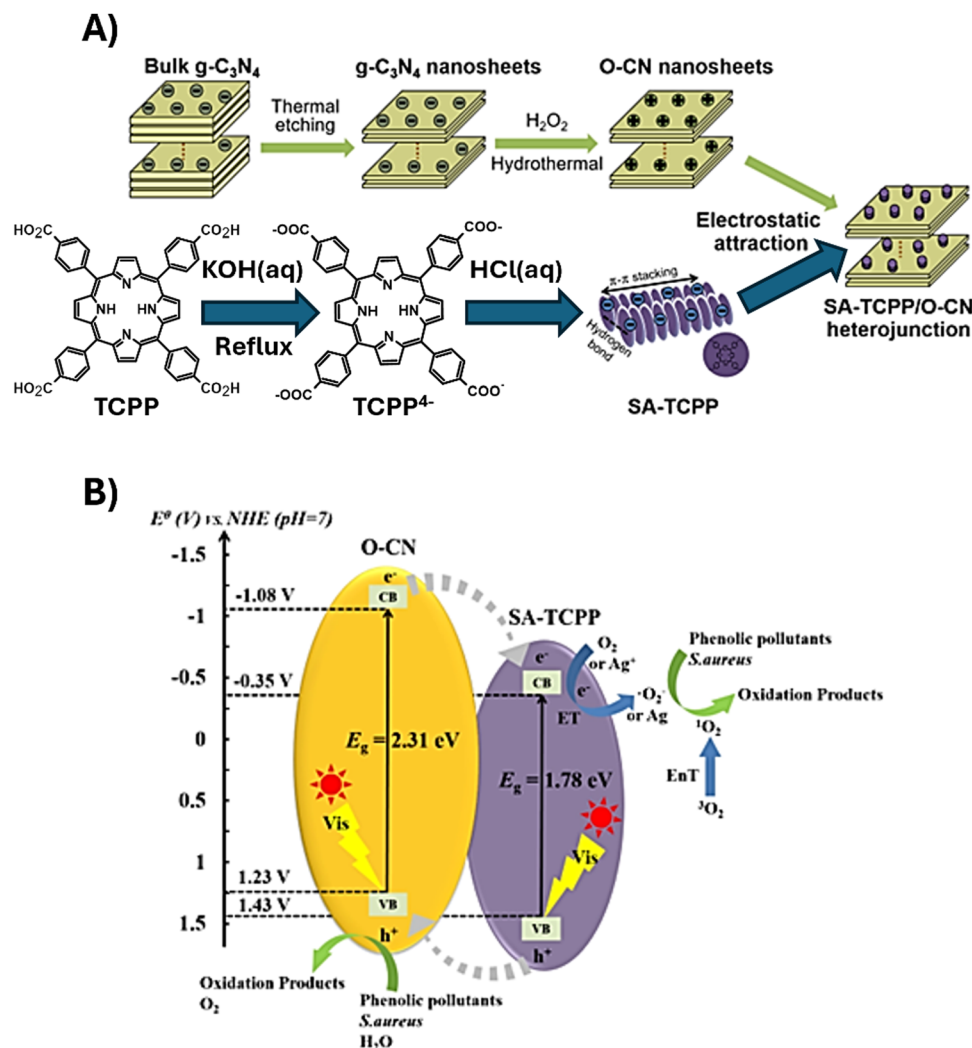 A)
Bulk g-C₃N₄
g-C₃N₄ nanosheets
O-CN nanosheets
Thermal
etching
H₂O₂
Hydrothermal
HO₂C
CO₂H
N
NH
HN
N
HO₂C
CO₂H
TCPP
KOH(aq)
Reflux
-OOC
COO-
N
NH
HN
N
-OOC
COO-
TCPP⁴⁻
HCl(aq)
π-π stacking
Hydrogen
bond
SA-TCPP
Electrostatic
attraction
SA-TCPP/O-CN
heterojunction
B)
E^θ (V) vs. NHE (pH=7)
-1.5
-1
-0.5
0
0.5
1
1.5
-1.08 V
-0.35 V
1.23 V
1.43 V
O-CN
e⁻
CB
E_g = 2.31 eV
Vis
VB
h⁺
SA-TCPP
e⁻
CB
e⁻
ET
E_g = 1.78 eV
Vis
VB
h⁺
O₂
or Ag⁺
·O₂⁻
or Ag
Phenolic pollutants
S.aureus
Oxidation Products
¹O₂
EnT
³O₂
Oxidation Products
O₂
Phenolic pollutants
S.aureus
H₂O